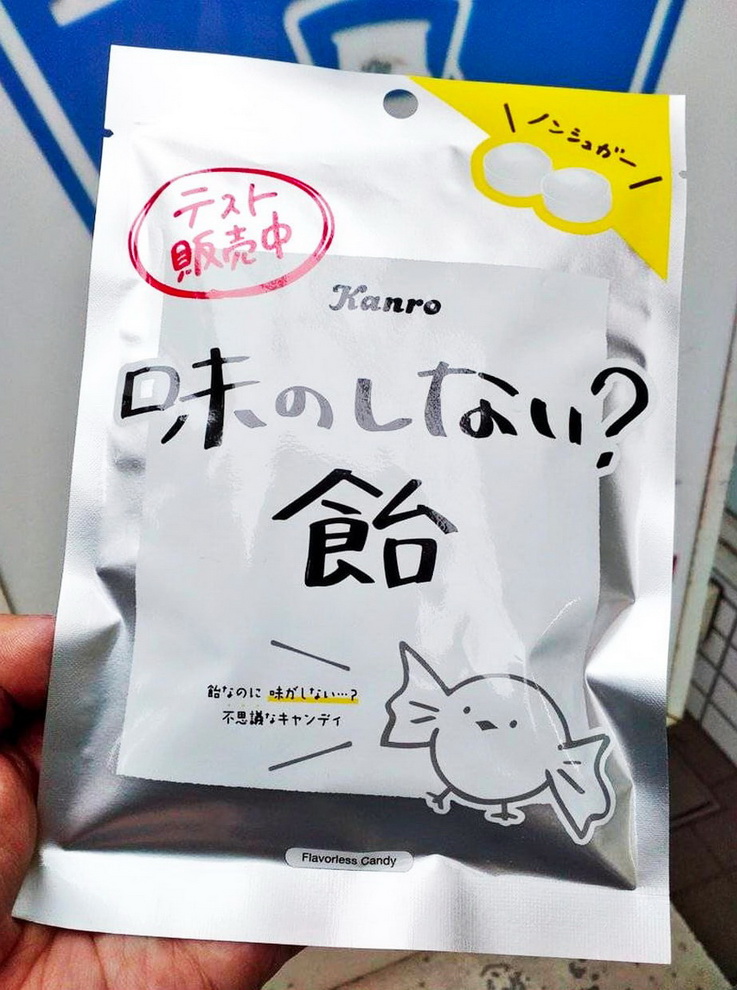 ノンシュガー
テスト
販売中
Kanro
味のしない?
飴
飴なのに 味がしない…?
不思議なキャンディ
Flavorless Candy